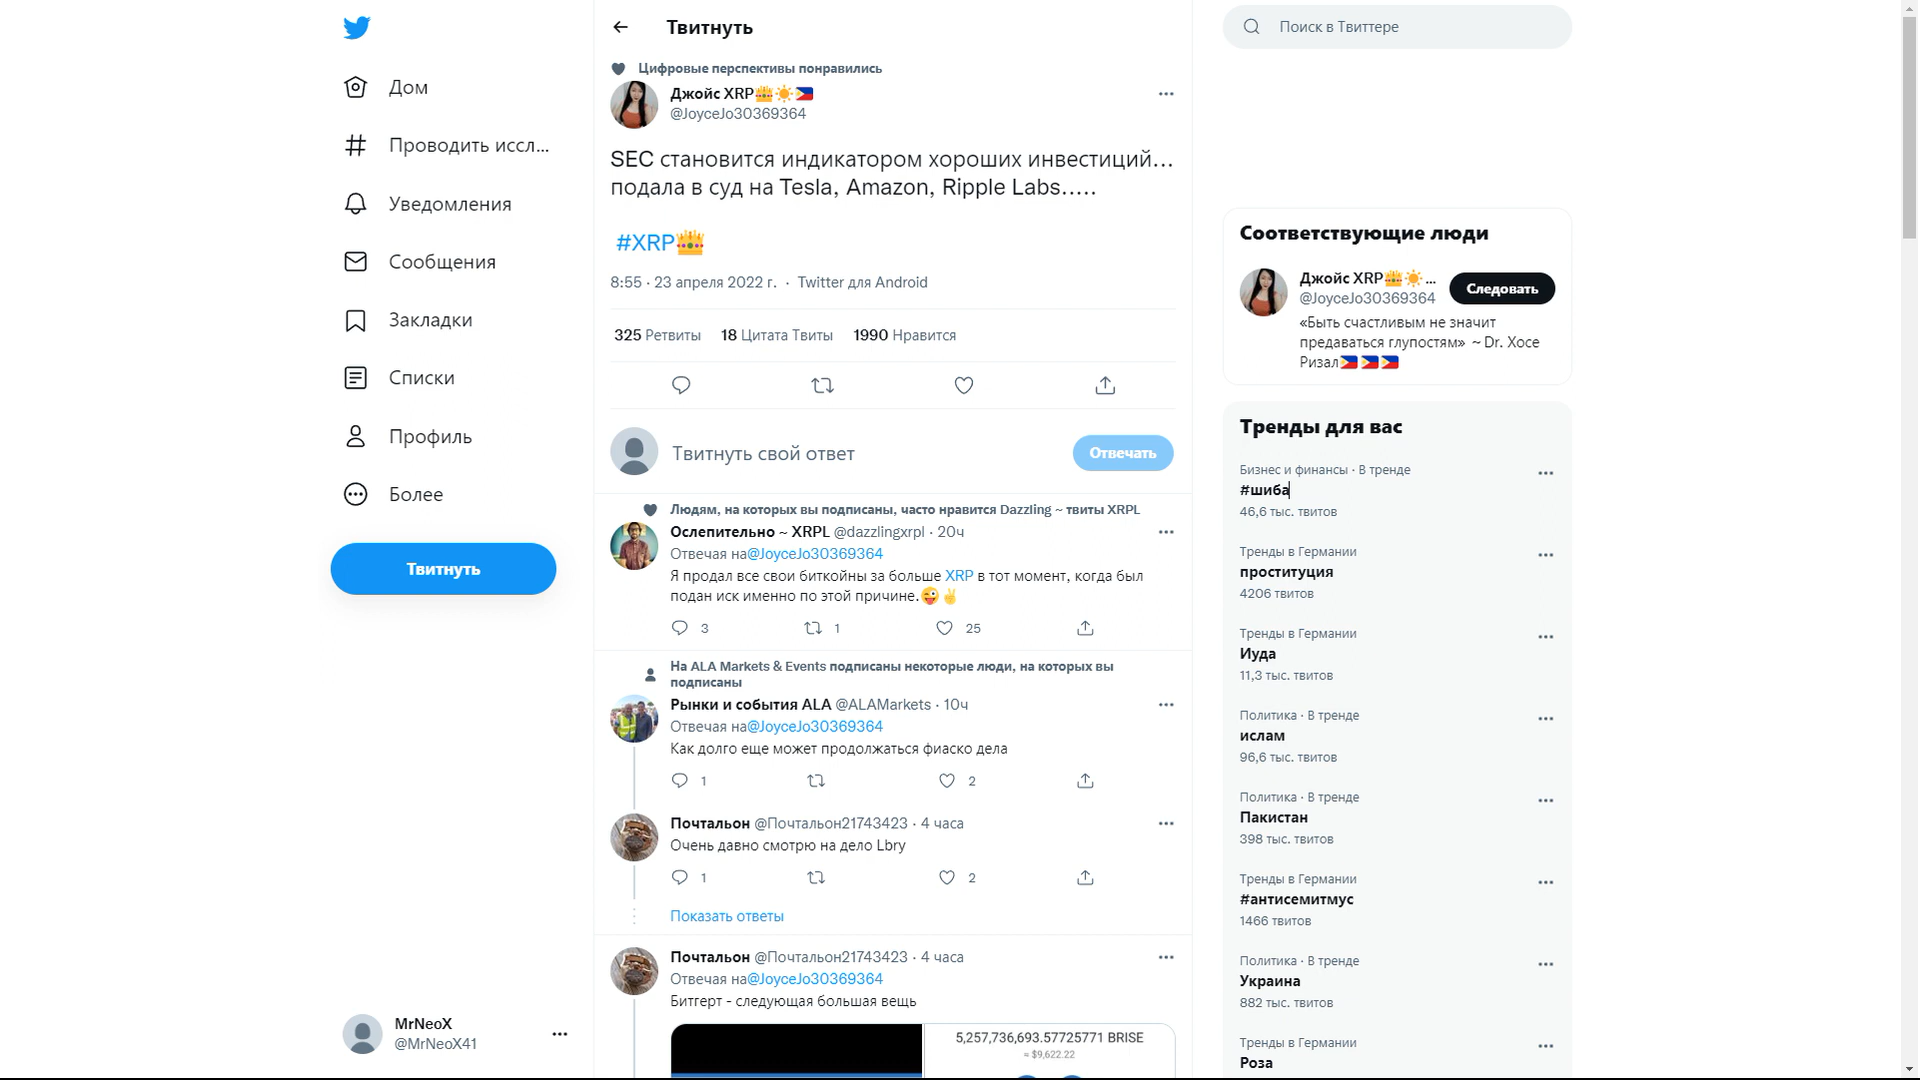 Твитнуть
Поиск в Твиттере
Дом
Проводить иссл...
Уведомления
Сообщения
Закладки
Списки
Профиль
Более
Твитнуть
MrNeoX
@MrNeoX41
Цифровые перспективы понравились
Джойс XRP
@JoyceJo30369364
SEC становится индикатором хороших инвестиций...
подала в суд на Tesla, Amazon, Ripple Labs.....
#XRP
8:55 · 23 апреля 2022 г. · Twitter для Android
325 Ретвиты 18 Цитата Твиты 1990 Нравится
Твитнуть свой ответ
Отвечать
Людям, на которых вы подписаны, часто нравится Dazzling ~ твиты XRPL
Ослепительно ~ XRPL @dazzlingxrpl · 20ч
Отвечая на@JoyceJo30369364
Я продал все свои биткойны за больше XRP в тот момент, когда был
подан иск именно по этой причине.
3 1 25
На ALA Markets & Events подписаны некоторые люди, на которых вы
подписаны
Рынки и события ALA @ALAMarkets · 10ч
Отвечая на@JoyceJo30369364
Как долго еще может продолжаться фиаско дела
1 2
Почтальон @Почтальон21743423 · 4 часа
Очень давно смотрю на дело Lbry
1 2
Показать ответы
Почтальон @Почтальон21743423 · 4 часа
Отвечая на@JoyceJo30369364
Битгерт - следующая большая вещь
5,257,736,693.57725771 BRISE
≈ $9,622.22
Соответствующие люди
Джойс XRP ...
@JoyceJo30369364
Следовать
«Быть счастливым не значит
предаваться глупостям» ~ Dr. Хосе
Ризал
Тренды для вас
Бизнес и финансы · В тренде
#шиба
46,6 тыс. твитов
Тренды в Германии
проституция
4206 твитов
Тренды в Германии
Иуда
11,3 тыс. твитов
Политика · В тренде
ислам
96,6 тыс. твитов
Политика · В тренде
Пакистан
398 тыс. твитов
Тренды в Германии
#антисемитмус
1466 твитов
Политика · В тренде
Украина
882 тыс. твитов
Тренды в Германии
Роза